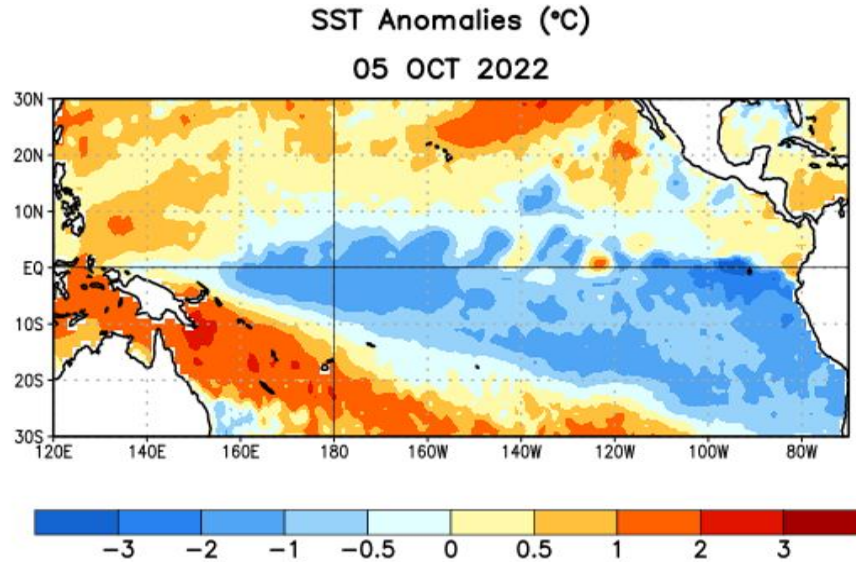 SST Anomalies (°C)
05 OCT 2022
30N
20N
10N
EQ
10S
20S
30S
120E 140E 160E 180 160W 140W 120W 100W 80W
-3 -2 -1 -0.5 0 0.5 1 2 3